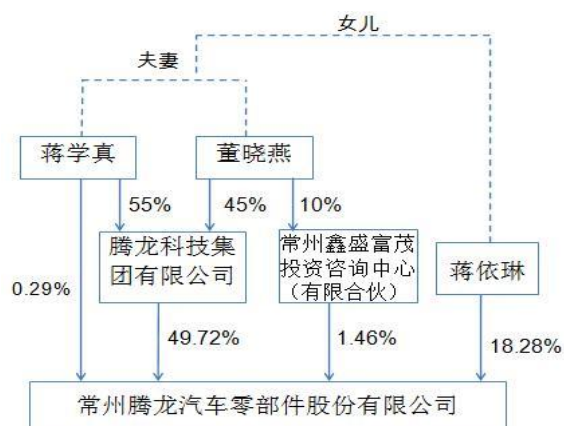 女儿
夫妻
蒋学真
董晓燕
55%
45%
10%
腾龙科技集
团有限公司
常州鑫盛富茂
投资咨询中心
（有限合伙）
蒋依琳
0.29%
49.72%
1.46%
18.28%
常州腾龙汽车零部件股份有限公司